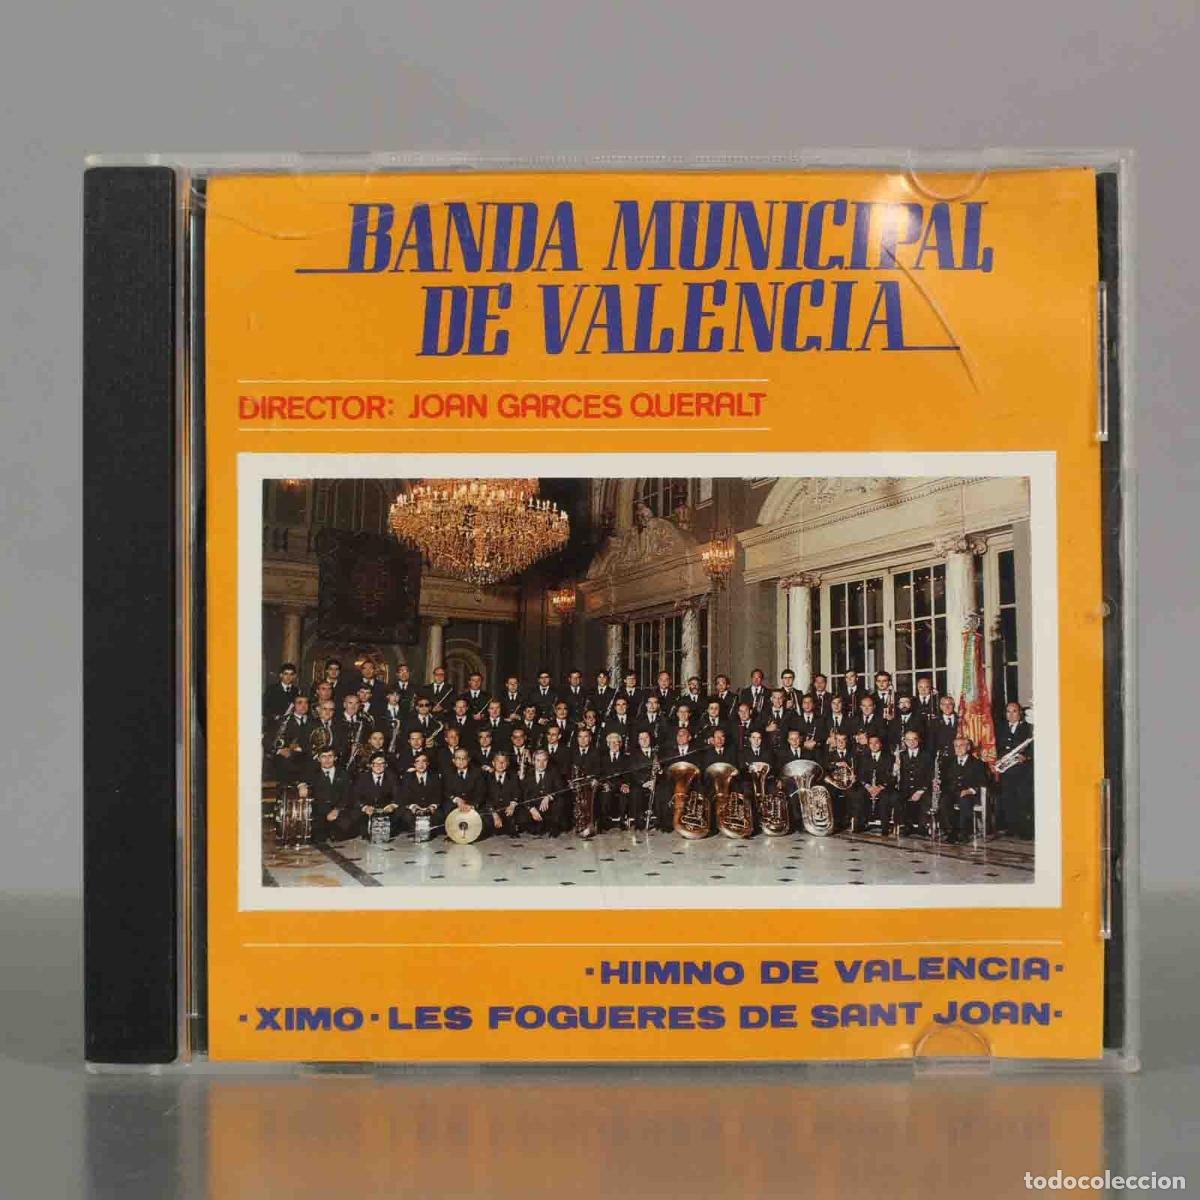 BANDA MUNICIPAL
DE VALENCIA
DIRECTOR: JOAN GARCES QUERALT
·HIMNO DE VALENCIA·
·XIMO·LES FOGUERES DE SANT JOAN·
todocoleccion